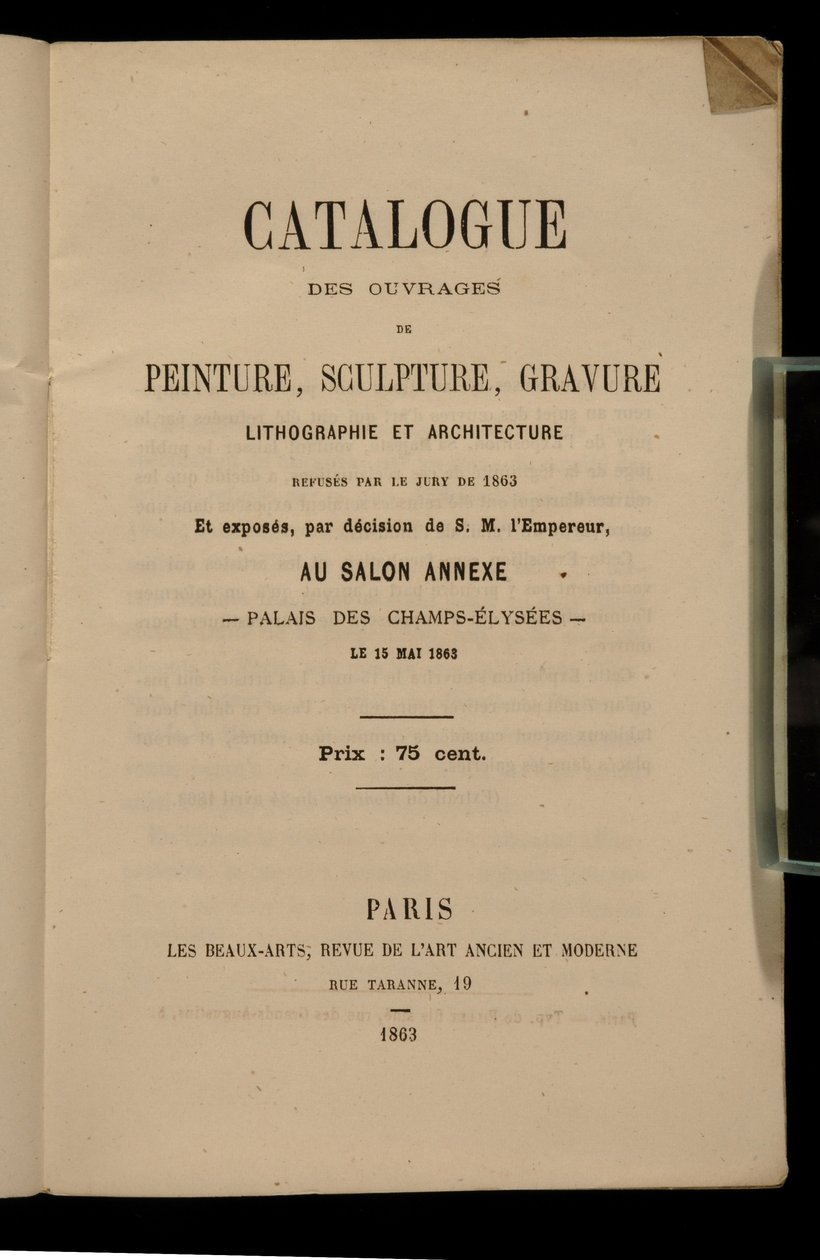 CATALOGUE
DES OUVRAGES
DE
PEINTURE, SCULPTURE, GRAVURE
LITHOGRAPHIE ET ARCHITECTURE
REFUSÉS PAR LE JURY DE 1863
Et exposés, par décision de S. M. l'Empereur,
AU SALON ANNEXE
— PALAIS DES CHAMPS-ÉLYSÉES —
LE 15 MAI 1863
Prix : 75 cent.
PARIS
LES BEAUX-ARTS, REVUE DE L'ART ANCIEN ET MODERNE
RUE TARANNE, 19
1863